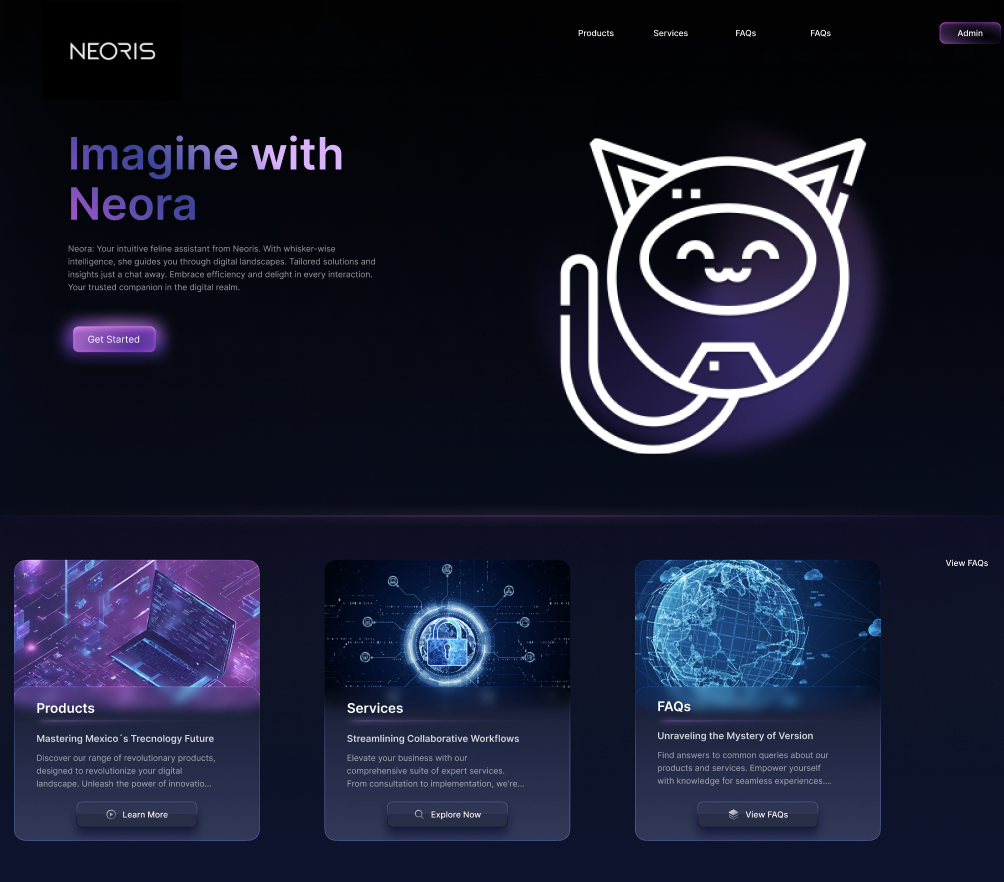 NEORIS
Products
Services
FAQs
FAQs
Admin
Imagine with
Neora
Neora: Your intuitive feline assistant from Neoris. With whisker-wise
intelligence, she guides you through digital landscapes. Tailored solutions and
insights just a chat away. Embrace efficiency and delight in every interaction.
Your trusted companion in the digital realm.
Get Started
View FAQs
Products
Mastering Mexico´s Trecnology Future
Discover our range of revolutionary products,
designed to revolutionize your digital
landscape. Unleash the power of innovatio...
Learn More
Services
Streamlining Collaborative Workflows
Elevate your business with our
comprehensive suite of expert services.
From consultation to implementation, we're...
Explore Now
FAQs
Unraveling the Mystery of Version
Find answers to common queries about our
products and services. Empower yourself
with knowledge for seamless experiences....
View FAQs